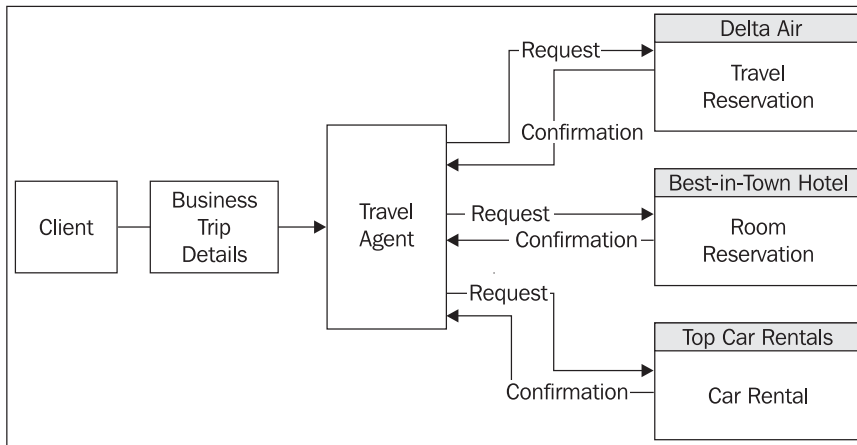 Client
Business
Trip
Details
Travel
Agent
Request
Confirmation
Request
Confirmation
Request
Confirmation
Delta Air
Travel
Reservation
Best-in-Town Hotel
Room
Reservation
Top Car Rentals
Car Rental